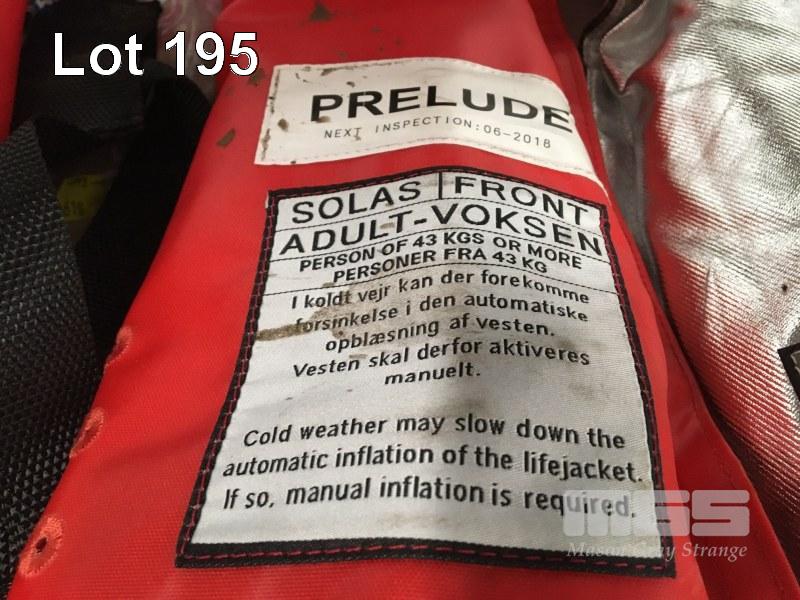 Lot 195
PRELUDE
NEXT INSPECTION:06-2018
SOLAS FRONT
ADULT-VOKSEN
PERSON OF 43 KGS OR MORE
PERSONER FRA 43 KG
I koldt vejr kan der forekomme
forsinkelse i den automatiske
opblæsning af vesten.
Vesten skal derfor aktiveres
manuelt.
Cold weather may slow down the
automatic inflation of the lifejacket.
If so, manual inflation is required.
MGS
Mason Gray Strange